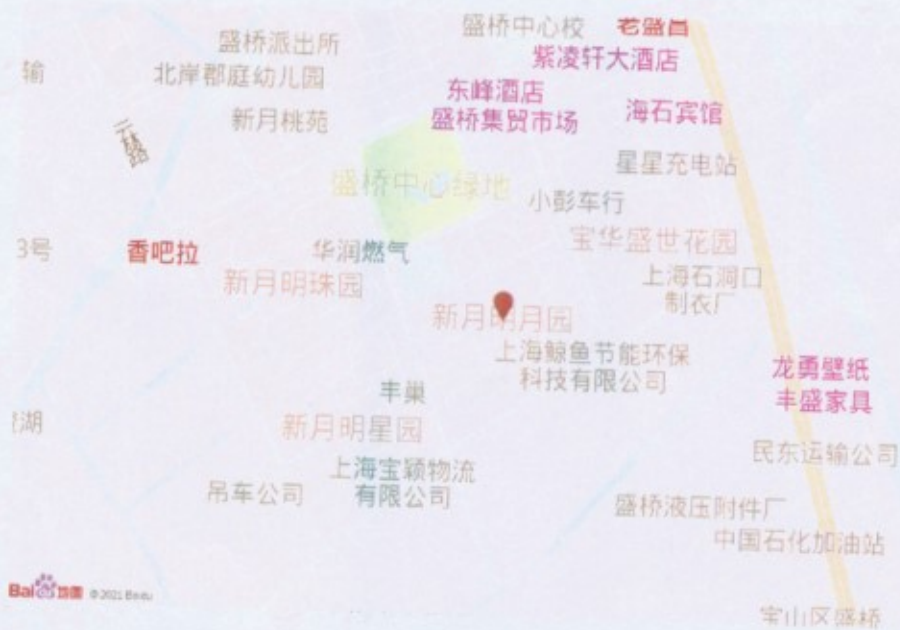 盛桥中心校
老盛昌
盛桥派出所
紫凌轩大酒店
输
北岸郡庭幼儿园
东峰酒店
新月桃苑
盛桥集贸市场
海石宾馆
星星充电站
盛桥中心绿地
小彭车行
3号
香吧拉
华润燃气
宝华盛世花园
新月明珠园
上海石洞口
制衣厂
新月明月园
上海鲸鱼节能环保
科技有限公司
龙勇壁纸
丰巢
丰盛家具
湖
新月明星园
民东运输公司
上海宝颖物流
有限公司
吊车公司
盛桥液压附件厂
中国石化加油站
Bai du 地图
© 2021 Baidu
宝山区盛桥